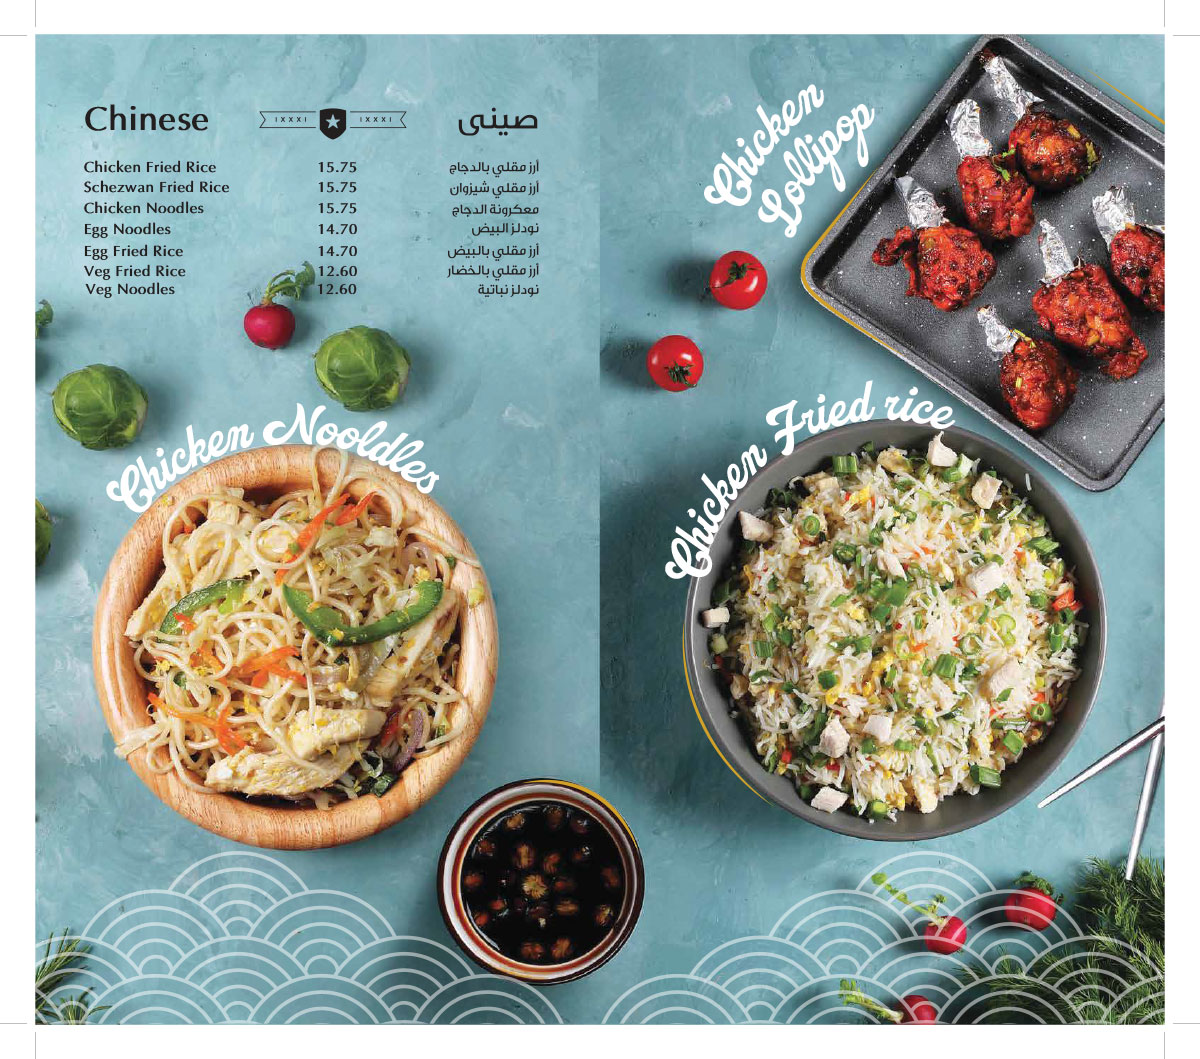 Chinese IXXXI IXXXI صينى
Chicken Fried Rice 15.75 أرز مقلي بالدجاج
Schezwan Fried Rice 15.75 أرز مقلي شيزوان
Chicken Noodles 15.75 معكرونة الدجاج
Egg Noodles 14.70 نودلز البيض
Egg Fried Rice 14.70 أرز مقلي بالبيض
Veg Fried Rice 12.60 أرز مقلي بالخضار
Veg Noodles 12.60 نودلز نباتية
Chicken Nooldles
Chicken
Lollipop
Chicken Fried rice